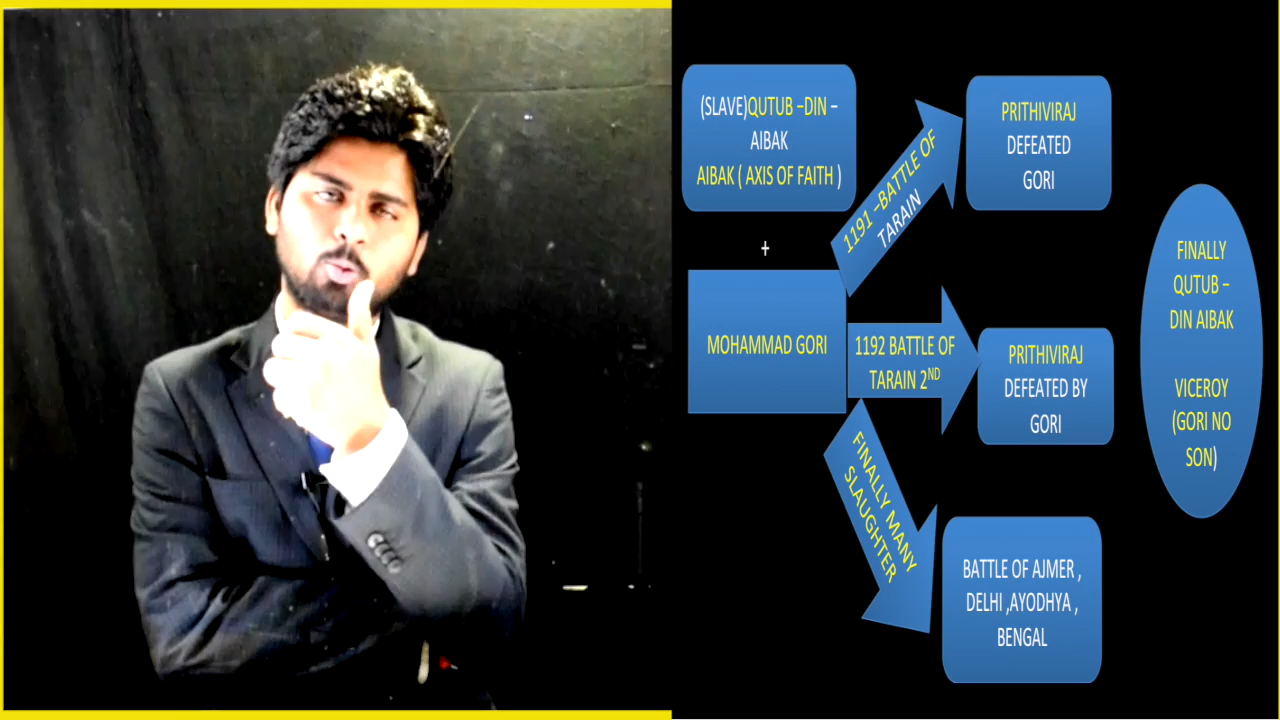 (SLAVE)QUTUB –DIN –
AIBAK
AIBAK ( AXIS OF FAITH )
+
MOHAMMAD GORI
1191 –BATTLE OF
TARAIN
PRITHIVIRAJ
DEFEATED
GORI
1192 BATTLE OF
TARAIN 2ND
PRITHIVIRAJ
DEFEATED BY
GORI
FINALLY MANY
SLAUGHTER
BATTLE OF AJMER ,
DELHI ,AYODHYA ,
BENGAL
FINALLY
QUTUB –
DIN AIBAK
VICEROY
(GORI NO
SON)